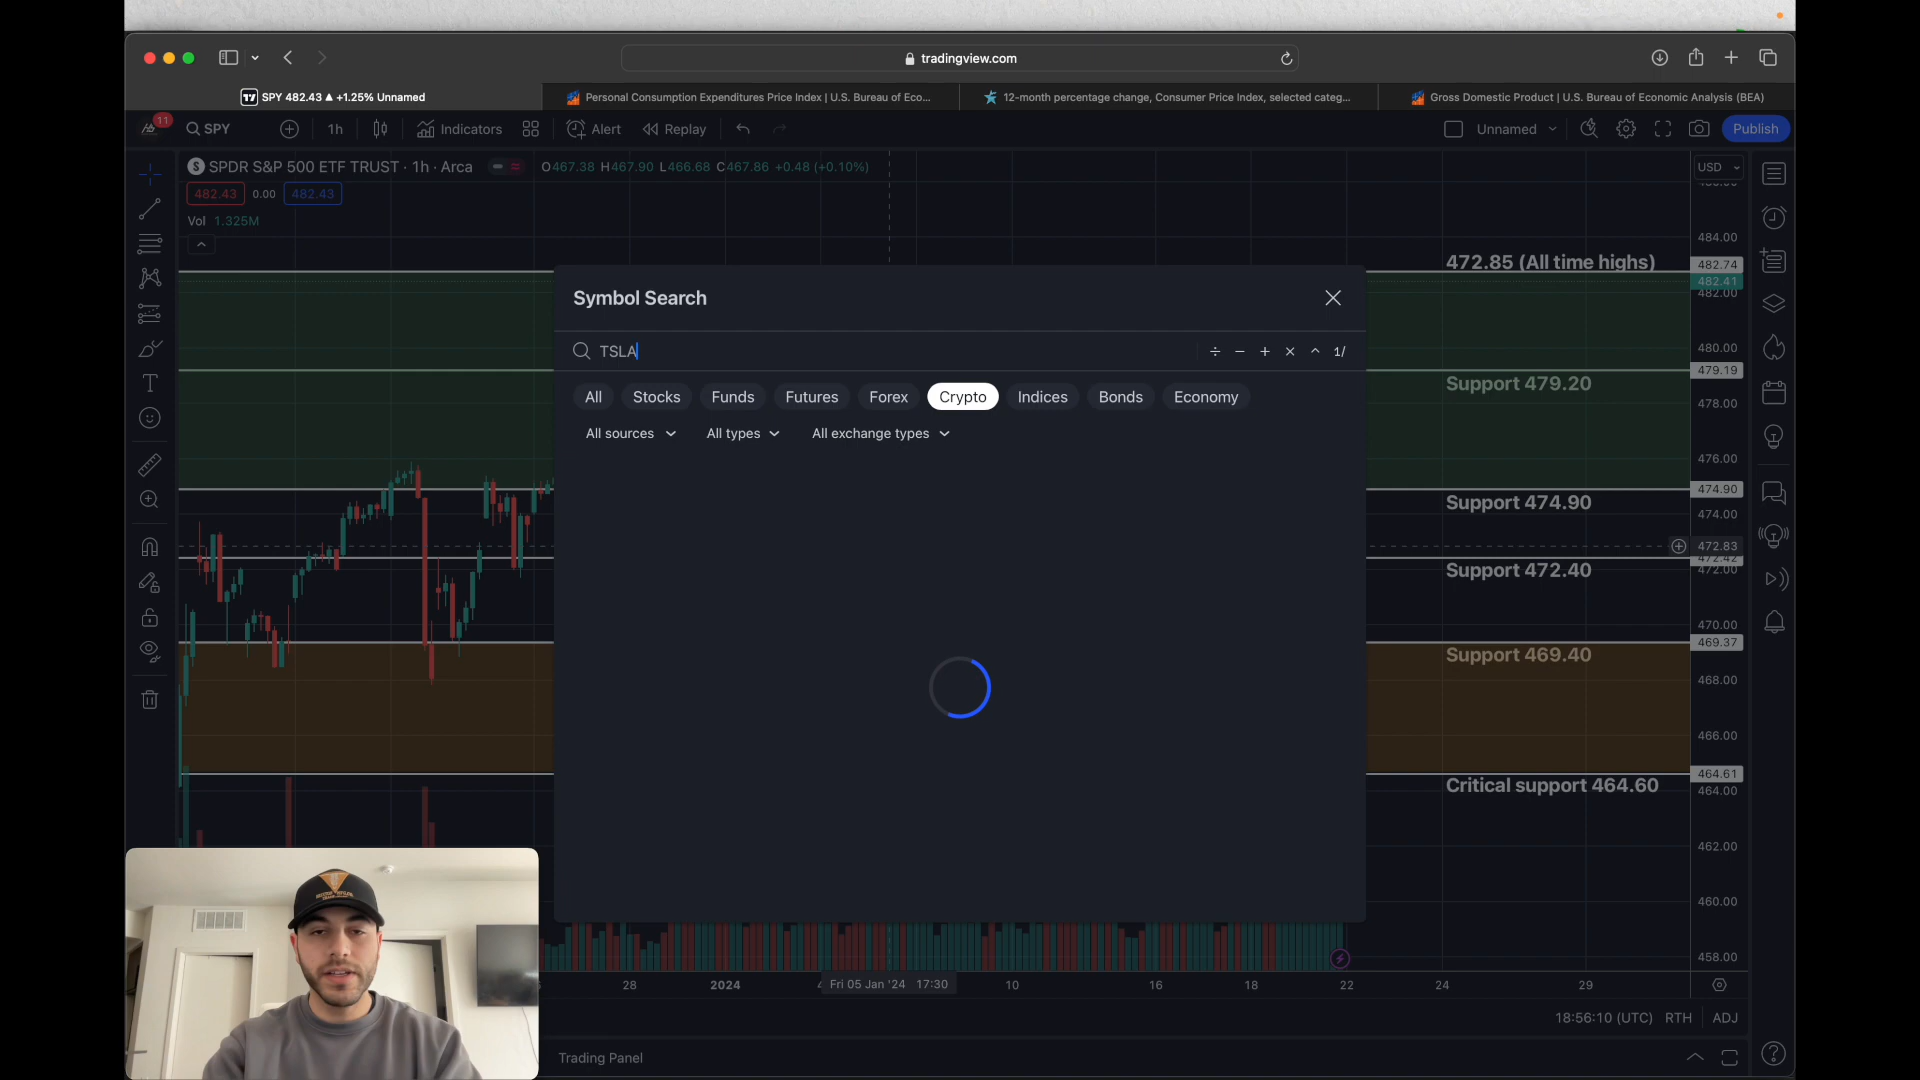 tradingview.com
SPY 482.43 ▲ +1.25% Unnamed
Personal Consumption Expenditures Price Index | U.S. Bureau of Eco...
12-month percentage change, Consumer Price Index, selected categ...
Gross Domestic Product | U.S. Bureau of Economic Analysis (BEA)
11
SPY
1h
Indicators
Alert
Replay
Unnamed
Publish
S SPDR S&P 500 ETF TRUST · 1h · Arca
O467.38 H467.90 L466.68 C467.86 +0.48 (+0.10%)
USD
482.43 0.00 482.43
Vol 1.325M
484.00
472.85 (All time highs)
482.74
482.41
482.00
Symbol Search
TSLA
÷ − + × ^ 1/
All Stocks Funds Futures Forex Crypto Indices Bonds Economy
All sources All types All exchange types
480.00
479.19
Support 479.20
478.00
476.00
474.90
Support 474.90
474.00
472.83
472.42
472.00
Support 472.40
470.00
469.37
Support 469.40
468.00
466.00
464.61
Critical support 464.60
464.00
462.00
460.00
458.00
28 2024 Fri 05 Jan '24 17:30 10 16 18 22 24 29
18:56:10 (UTC) RTH ADJ
Trading Panel